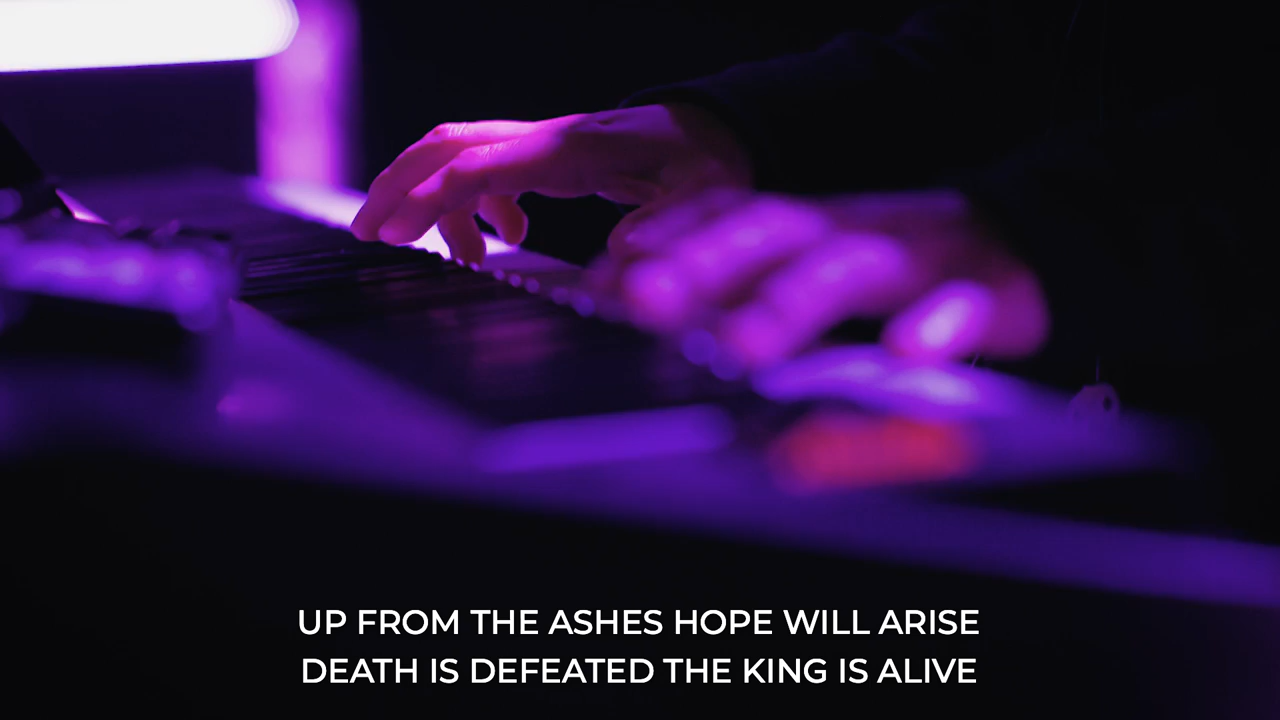 UP FROM THE ASHES HOPE WILL ARISE
DEATH IS DEFEATED THE KING IS ALIVE